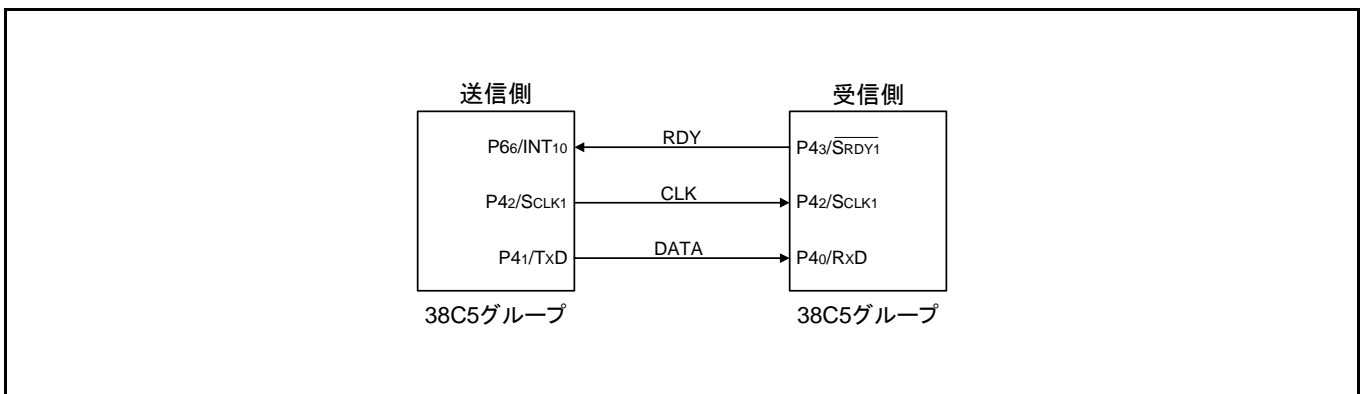 送信側 受信側
P66/INT10 RDY P43/SRDY1
P42/SCLK1 CLK P42/SCLK1
P41/TxD DATA P40/RxD
38C5グループ 38C5グループ